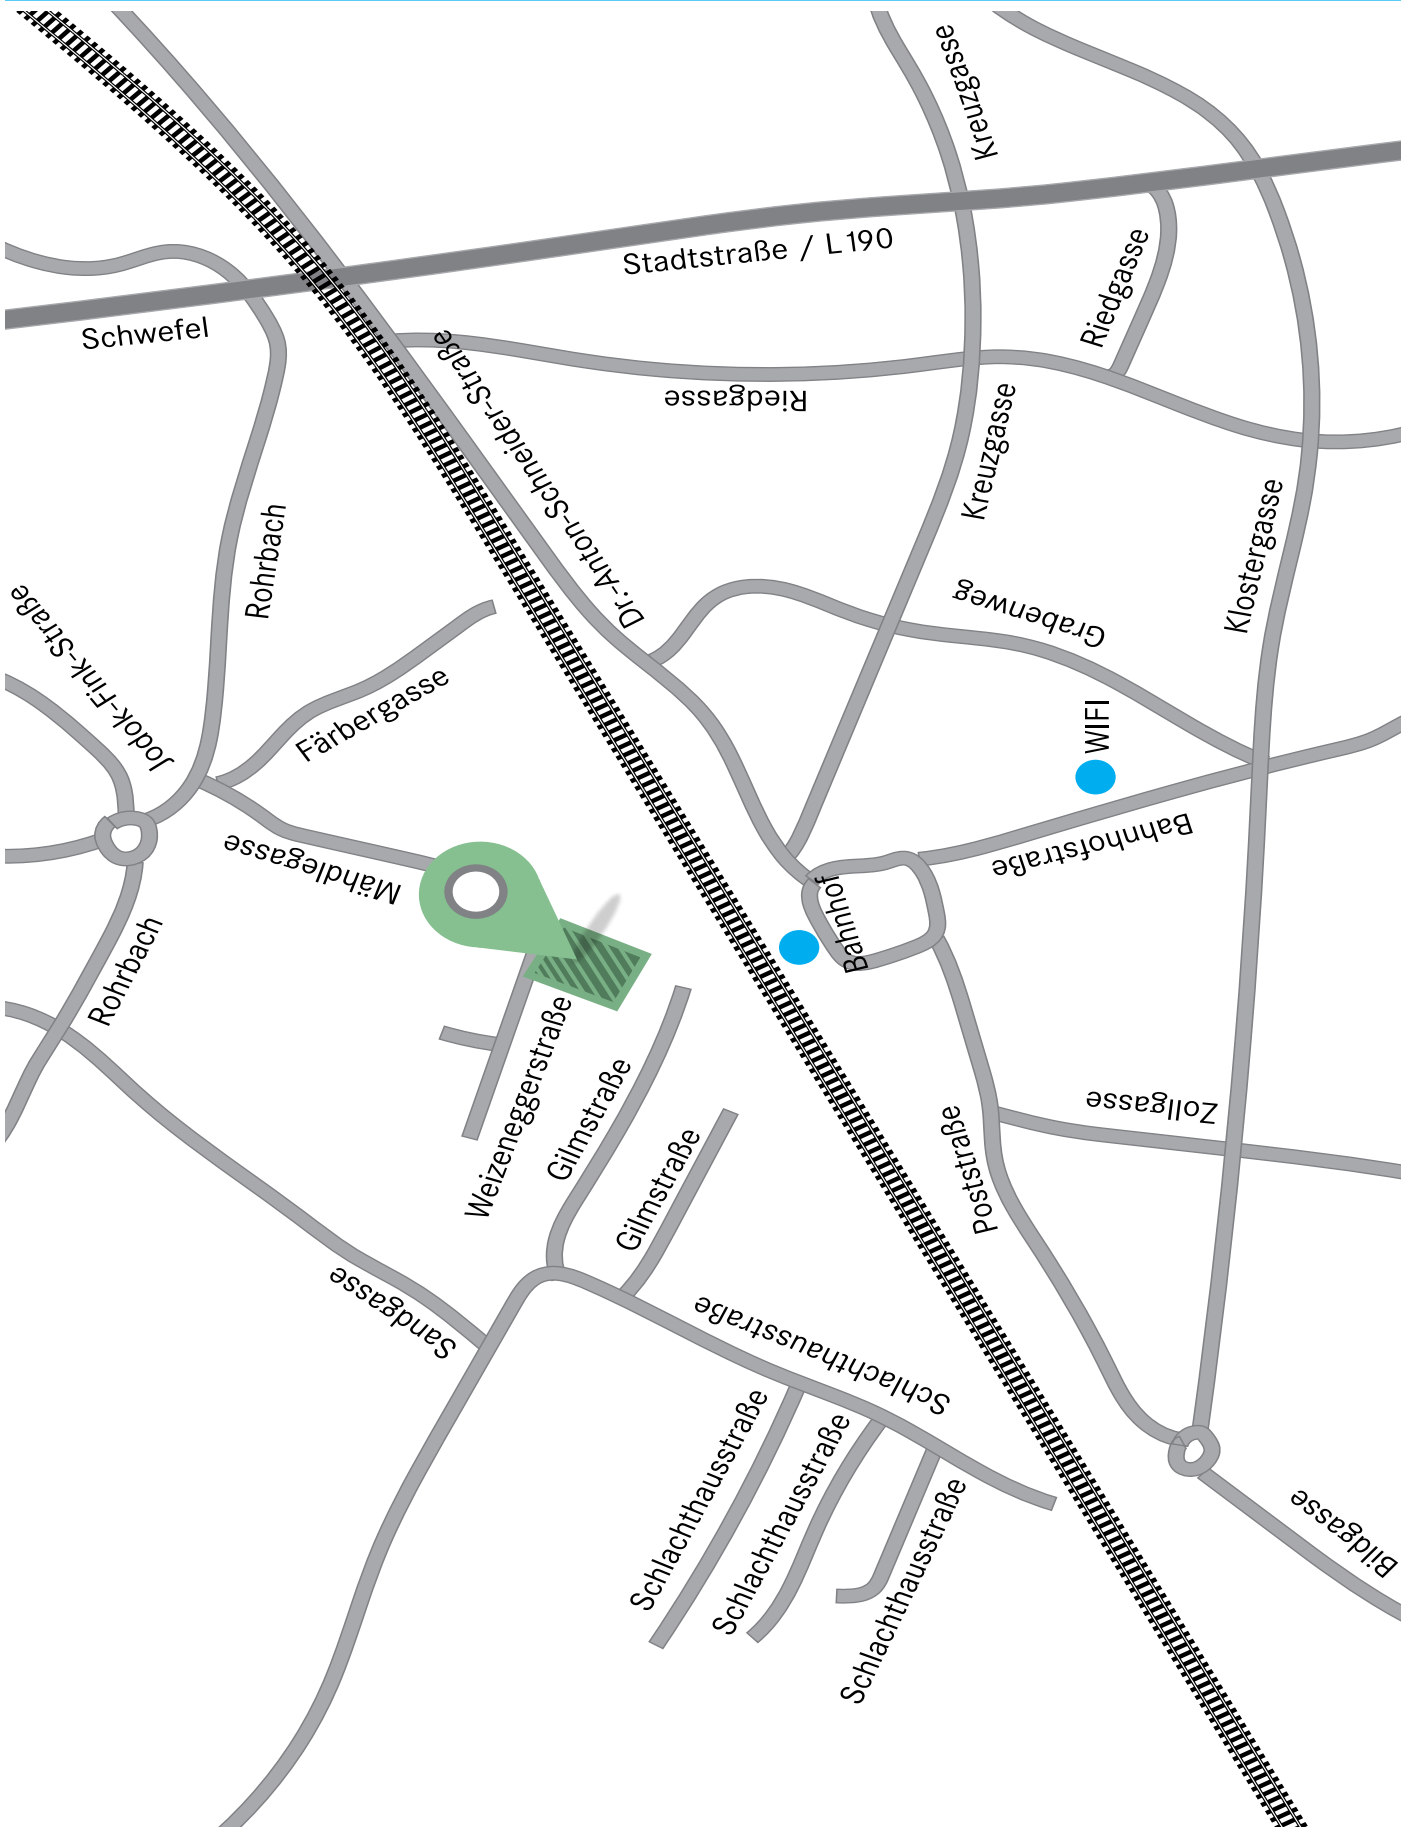 Kreuzgasse
Stadtstraße / L190
Riedgasse
Schwefel
Dr.-Anton-Schneider-Straße
Riedgasse
Kreuzgasse
Klostergasse
Rohrbach
Jodok-Fink-Straße
Grabenweg
Färbergasse
WIFI
Bahnhofstraße
Mähdlegasse
Bahnhof
Rohrbach
Weizeneggerstraße
Gilmstraße
Zollgasse
Poststraße
Gilmstraße
Sandgasse
Schlachthausstraße
Schlachthausstraße
Schlachthausstraße
Schlachthausstraße
Bildgasse